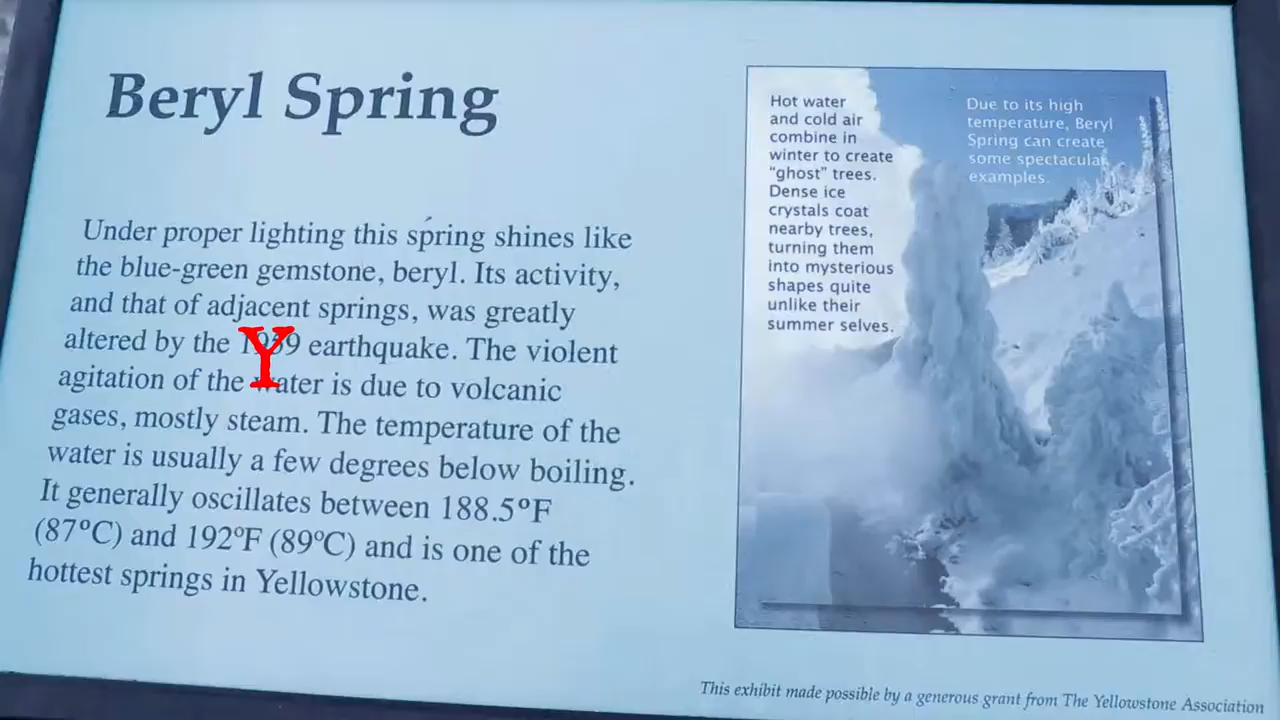 Beryl Spring
Under proper lighting this spring shines like
the blue-green gemstone, beryl. Its activity,
and that of adjacent springs, was greatly
altered by the 1959 earthquake. The violent
agitation of the water is due to volcanic
gases, mostly steam. The temperature of the
water is usually a few degrees below boiling.
It generally oscillates between 188.5°F
(87°C) and 192°F (89°C) and is one of the
hottest springs in Yellowstone.
Y
Hot water
and cold air
combine in
winter to create
"ghost" trees.
Dense ice
crystals coat
nearby trees,
turning them
into mysterious
shapes quite
unlike their
summer selves.
Due to its high
temperature, Beryl
Spring can create
some spectacular
examples.
This exhibit made possible by a generous grant from The Yellowstone Association